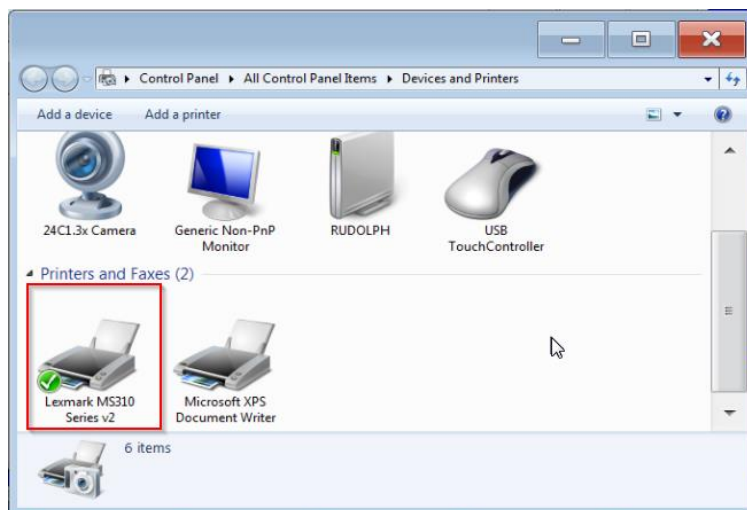 Control Panel ▸ All Control Panel Items ▸ Devices and Printers
Add a device Add a printer
24C1.3x Camera
Generic Non-PnP
Monitor
RUDOLPH
USB
TouchController
Printers and Faxes (2)
Lexmark MS310
Series v2
Microsoft XPS
Document Writer
6 items